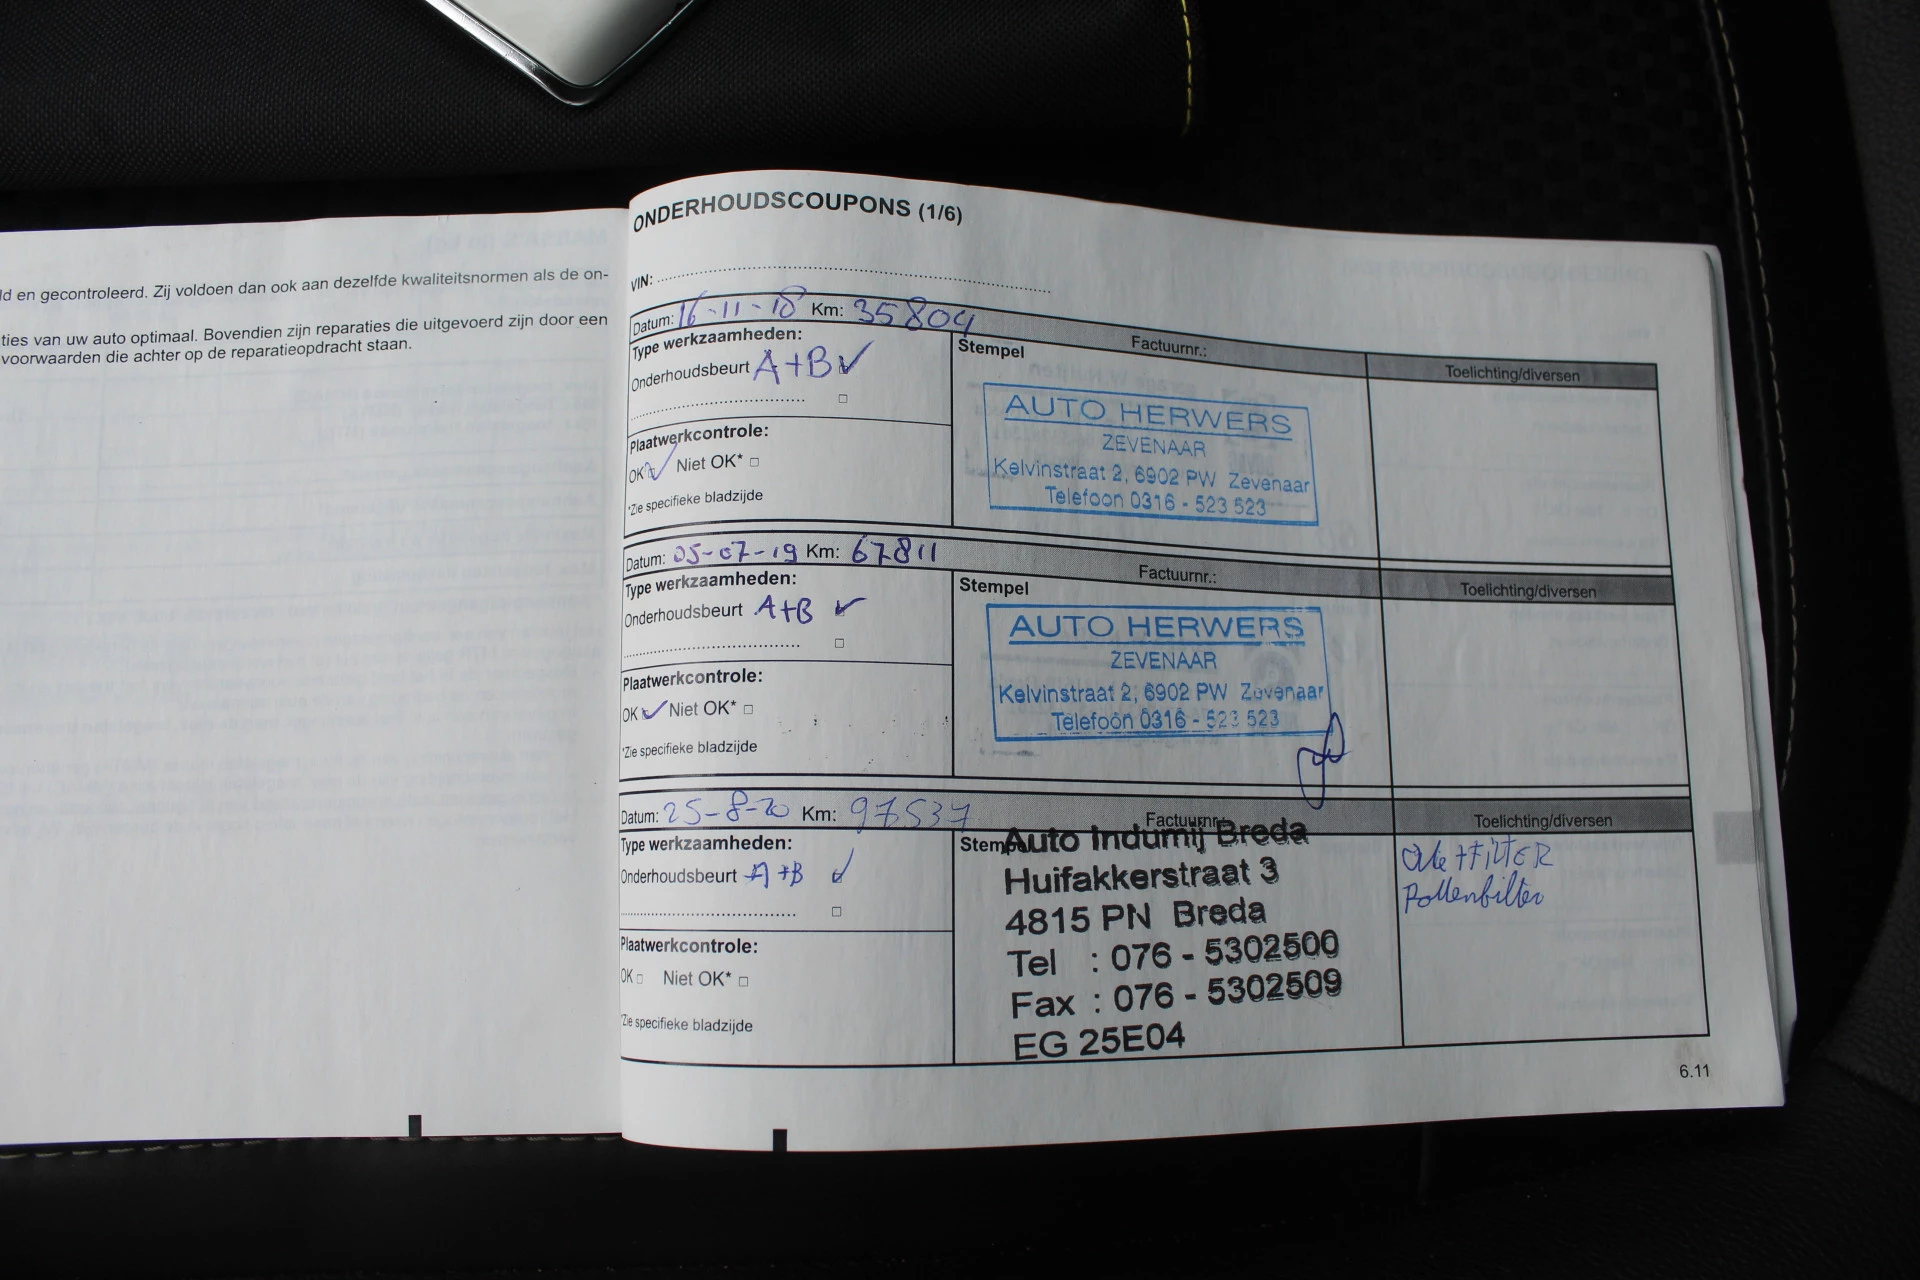 ld en gecontroleerd. Zij voldoen dan ook aan dezelfde kwaliteitsnormen als de on-
ties van uw auto optimaal. Bovendien zijn reparaties die uitgevoerd zijn door een
voorwaarden die achter op de reparatieopdracht staan.
ONDERHOUDSCOUPONS (1/6)
VIN:
Datum: 16-11-18 Km: 35804
Factuurnr.:
Toelichting/diversen
Type werkzaamheden:
Onderhoudsbeurt A+B
Plaatwerkcontrole:
OK Niet OK*
*Zie specifieke bladzijde
Stempel
AUTO HERWERS
ZEVENAAR
Kelvinstraat 2, 6902 PW Zevenaar
Telefoon 0316 - 523 523
Datum: 05-07-19 Km: 67811
Factuurnr.:
Toelichting/diversen
Type werkzaamheden:
Onderhoudsbeurt A+B
Plaatwerkcontrole:
OK Niet OK*
*Zie specifieke bladzijde
Stempel
AUTO HERWERS
ZEVENAAR
Kelvinstraat 2, 6902 PW Zevenaar
Telefoon 0316 - 523 523
Datum: 25-8-20 Km: 97537
Factuurnr.
Toelichting/diversen
Type werkzaamheden:
Onderhoudsbeurt A+B
Plaatwerkcontrole:
OK Niet OK*
*Zie specifieke bladzijde
Stempel
Auto Indumij Breda
Huifakkerstraat 3
4815 PN Breda
Tel : 076 - 5302500
Fax : 076 - 5302509
EG 25E04
Olie + FILTER
Pollenfilter
6.11